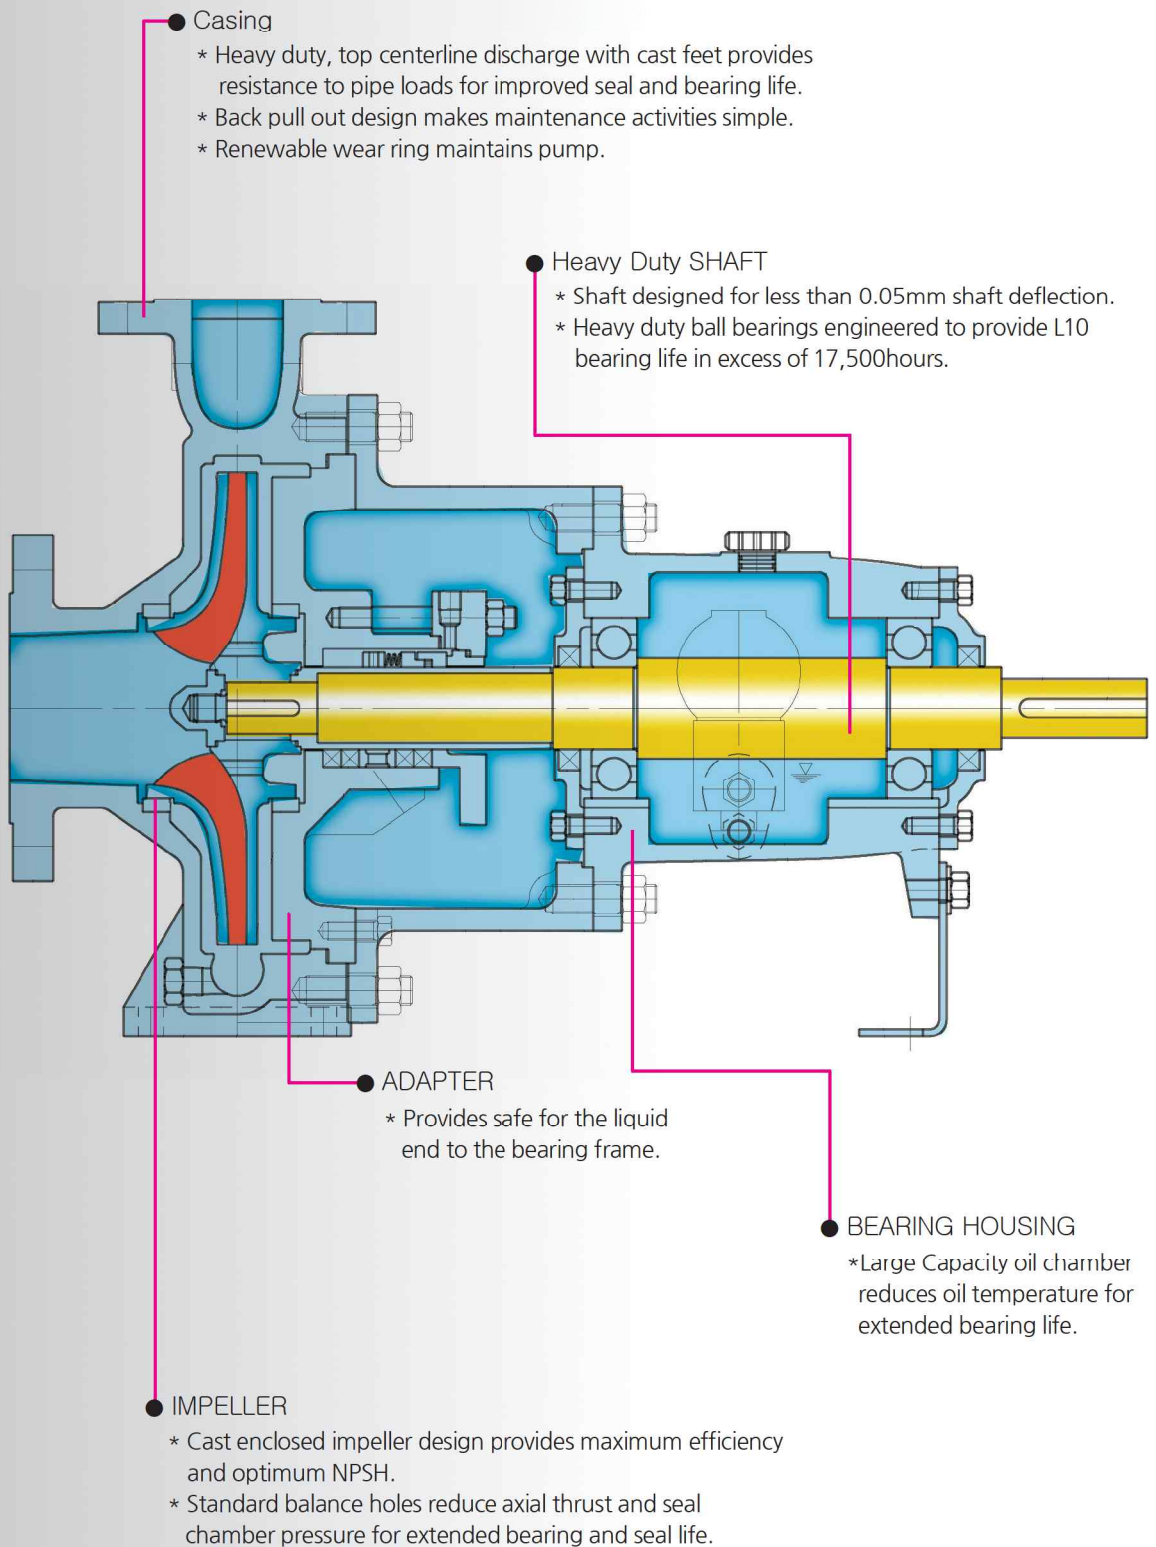 Casing
* Heavy duty, top centerline discharge with cast feet provides
resistance to pipe loads for improved seal and bearing life.
* Back pull out design makes maintenance activities simple.
* Renewable wear ring maintains pump.
Heavy Duty SHAFT
* Shaft designed for less than 0.05mm shaft deflection.
* Heavy duty ball bearings engineered to provide L10
bearing life in excess of 17,500hours.
ADAPTER
* Provides safe for the liquid
end to the bearing frame.
BEARING HOUSING
*Large Capacity oil chamber
reduces oil temperature for
extended bearing life.
IMPELLER
* Cast enclosed impeller design provides maximum efficiency
and optimum NPSH.
* Standard balance holes reduce axial thrust and seal
chamber pressure for extended bearing and seal life.